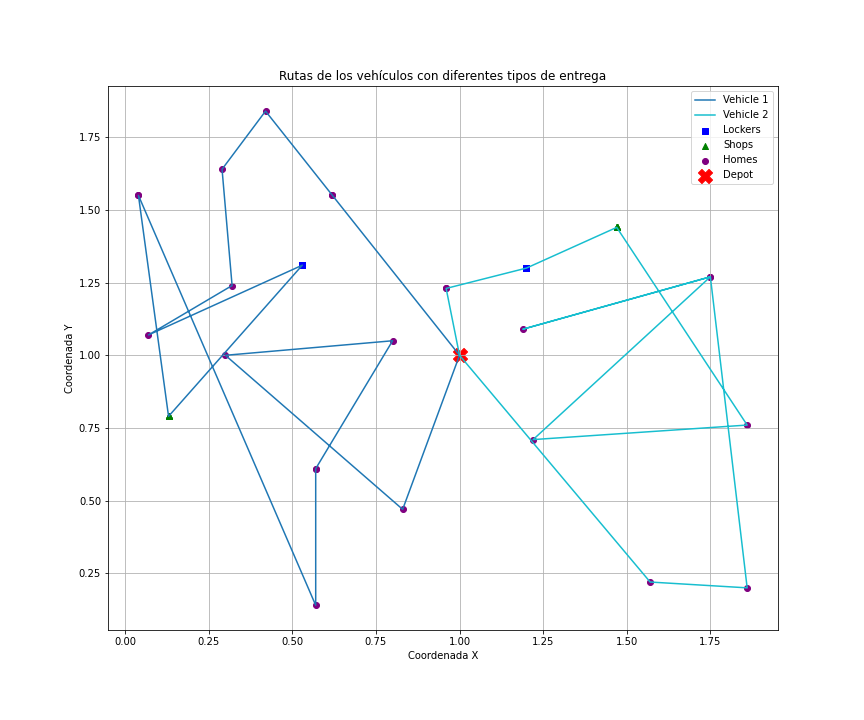 Rutas de los vehículos con diferentes tipos de entrega
Vehicle 1
Vehicle 2
Lockers
Shops
Homes
Depot
1.75
1.50
1.25
1.00
0.75
0.50
0.25
Coordenada Y
0.00
0.25
0.50
0.75
1.00
1.25
1.50
1.75
Coordenada X